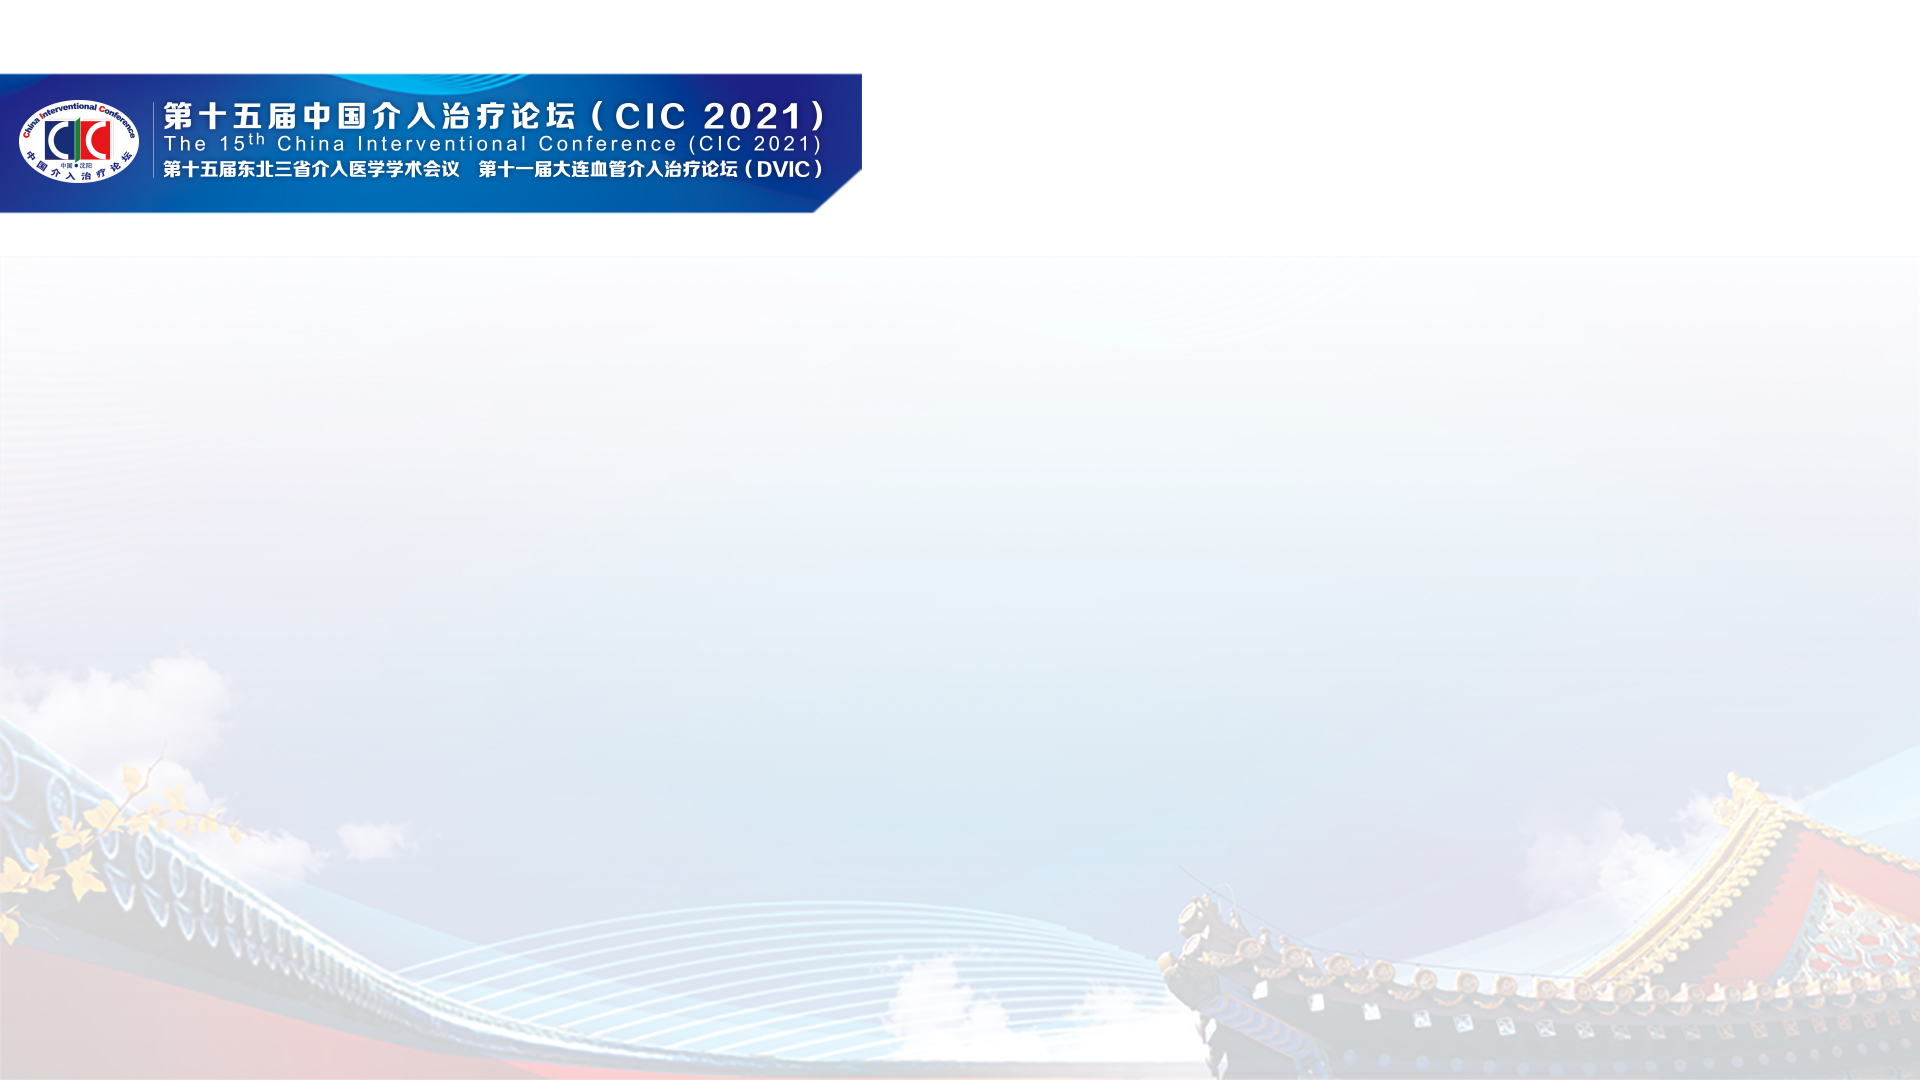 China Interventional Conference
CIC
中国●沈阳
中国介入治疗论坛
第十五届中国介入治疗论坛（CIC 2021）
The 15th China Interventional Conference (CIC 2021)
第十五届东北三省介入医学学术会议 第十一届大连血管介入治疗论坛（DVIC）